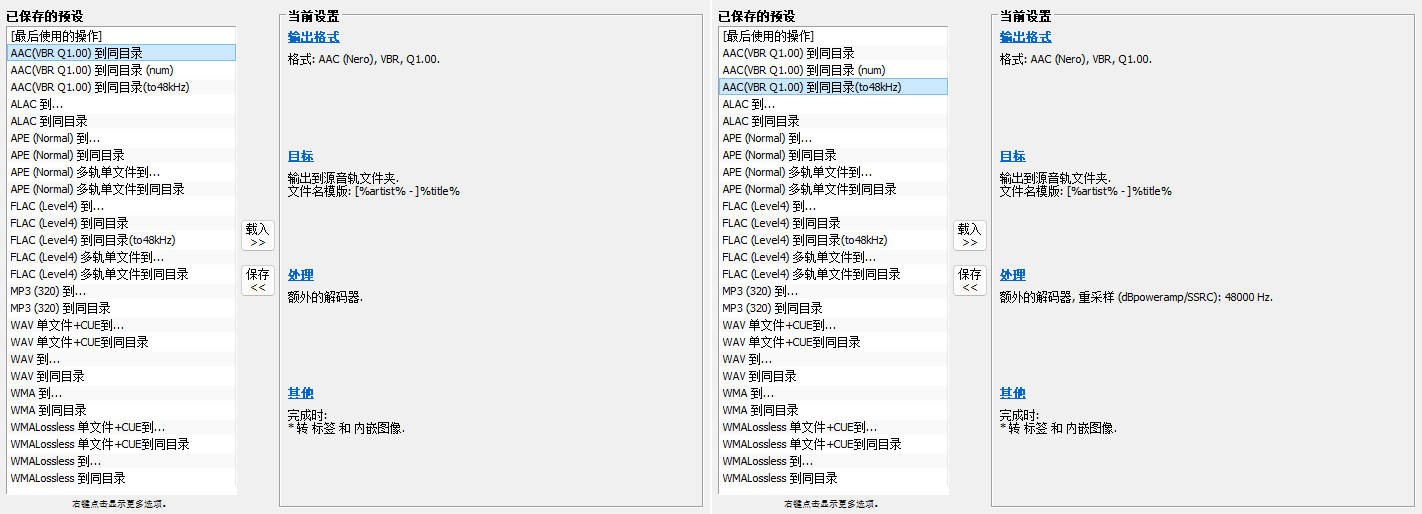 已保存的预设
[最后使用的操作]
AAC(VBR Q1.00) 到同目录
AAC(VBR Q1.00) 到同目录 (num)
AAC(VBR Q1.00) 到同目录(to48kHz)
ALAC 到...
ALAC 到同目录
APE (Normal) 到...
APE (Normal) 到同目录
APE (Normal) 多轨单文件到...
APE (Normal) 多轨单文件到同目录
FLAC (Level4) 到...
FLAC (Level4) 到同目录
FLAC (Level4) 到同目录(to48kHz)
FLAC (Level4) 多轨单文件到...
FLAC (Level4) 多轨单文件到同目录
MP3 (320) 到...
MP3 (320) 到同目录
WAV 单文件+CUE到...
WAV 单文件+CUE到同目录
WAV 到...
WAV 到同目录
WMA 到...
WMA 到同目录
WMALossless 单文件+CUE到...
WMALossless 单文件+CUE到同目录
WMALossless 到...
WMALossless 到同目录
右键点击显示更多选项。
载入
>>
保存
<<
当前设置
输出格式
格式: AAC (Nero), VBR, Q1.00.
目标
输出到源音轨文件夹.
文件名模版: [%artist% - ]%title%
处理
额外的解码器.
其他
完成时:
* 转 标签 和 内嵌图像.
已保存的预设
[最后使用的操作]
AAC(VBR Q1.00) 到同目录
AAC(VBR Q1.00) 到同目录 (num)
AAC(VBR Q1.00) 到同目录(to48kHz)
ALAC 到...
ALAC 到同目录
APE (Normal) 到...
APE (Normal) 到同目录
APE (Normal) 多轨单文件到...
APE (Normal) 多轨单文件到同目录
FLAC (Level4) 到...
FLAC (Level4) 到同目录
FLAC (Level4) 到同目录(to48kHz)
FLAC (Level4) 多轨单文件到...
FLAC (Level4) 多轨单文件到同目录
MP3 (320) 到...
MP3 (320) 到同目录
WAV 单文件+CUE到...
WAV 单文件+CUE到同目录
WAV 到...
WAV 到同目录
WMA 到...
WMA 到同目录
WMALossless 单文件+CUE到...
WMALossless 单文件+CUE到同目录
WMALossless 到...
WMALossless 到同目录
右键点击显示更多选项。
载入
>>
保存
<<
当前设置
输出格式
格式: AAC (Nero), VBR, Q1.00.
目标
输出到源音轨文件夹.
文件名模版: [%artist% - ]%title%
处理
额外的解码器, 重采样 (dBpoweramp/SSRC): 48000 Hz.
其他
完成时:
* 转 标签 和 内嵌图像.